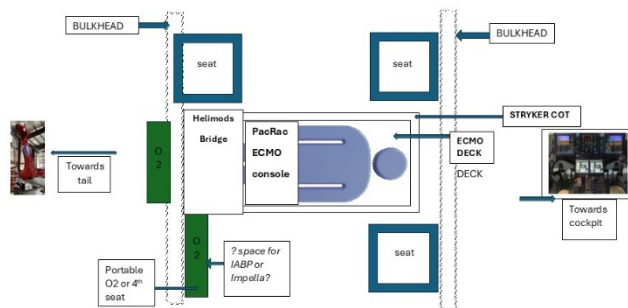 BULKHEAD
BULKHEAD
seat
seat
Helimods
Bridge
PacRac
ECMO
console
STRYKER COT
ECMO
DECK
DECK
O
2
Towards
tail
Towards
cockpit
O
2
? space for
IABP or
Impella?
seat
Portable
O2 or 4th
seat